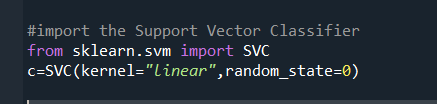 #import the Support Vector Classifier
from sklearn.svm import SVC
c=SVC(kernel="linear",random_state=0)